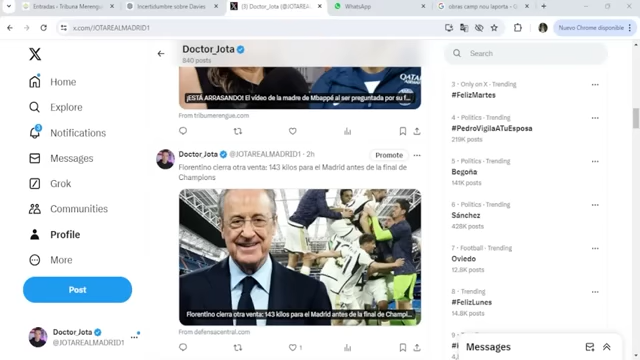 Entradas ‹ Tribuna Merengue
Incertidumbre sobre Davies
(3) Doctor_Jota (@JOTAREALMAD
WhatsApp
obras camp nou laporta -
x.com/JOTAREALMADRID1
Nuevo Chrome disponible
Home
Explore
3
Notifications
Messages
Grok
Communities
Profile
More
Post
Doctor_Jota
@JOTAREALMADRID1
Doctor_Jota
840 posts
¡ESTÁ ARRASANDO! El vídeo de la madre de Mbappé al ser preguntada por su f...
From tribumerengue.com
Doctor_Jota @JOTAREALMADRID1 · 2h
Promote
Florentino cierra otra venta: 143 kilos para el Madrid antes de la final de
Champions
Florentino cierra otra venta: 143 kilos para el Madrid antes de la final de Champi...
From defensacentral.com
1
Search
3 · Only on X · Trending
#FelizMartes
4 · Politics · Trending
#PedroVigilaATuEsposa
219K posts
5 · Politics · Trending
Begoña
141K posts
6 · Politics · Trending
Sánchez
428K posts
7 · Football · Trending
Oviedo
12.8K posts
8 · Trending
#FelizLunes
14.8K posts
Messages